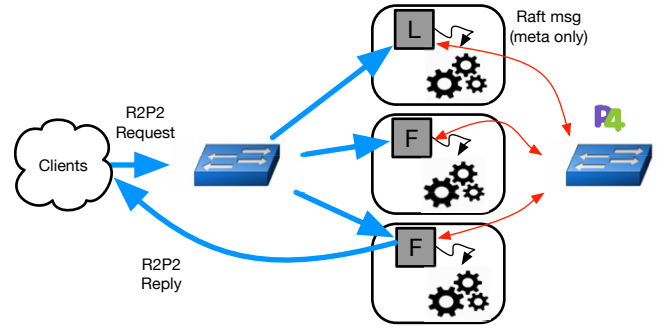 L
Raft msg
(meta only)
R2P2
Request
P4
Clients
F
F
R2P2
Reply